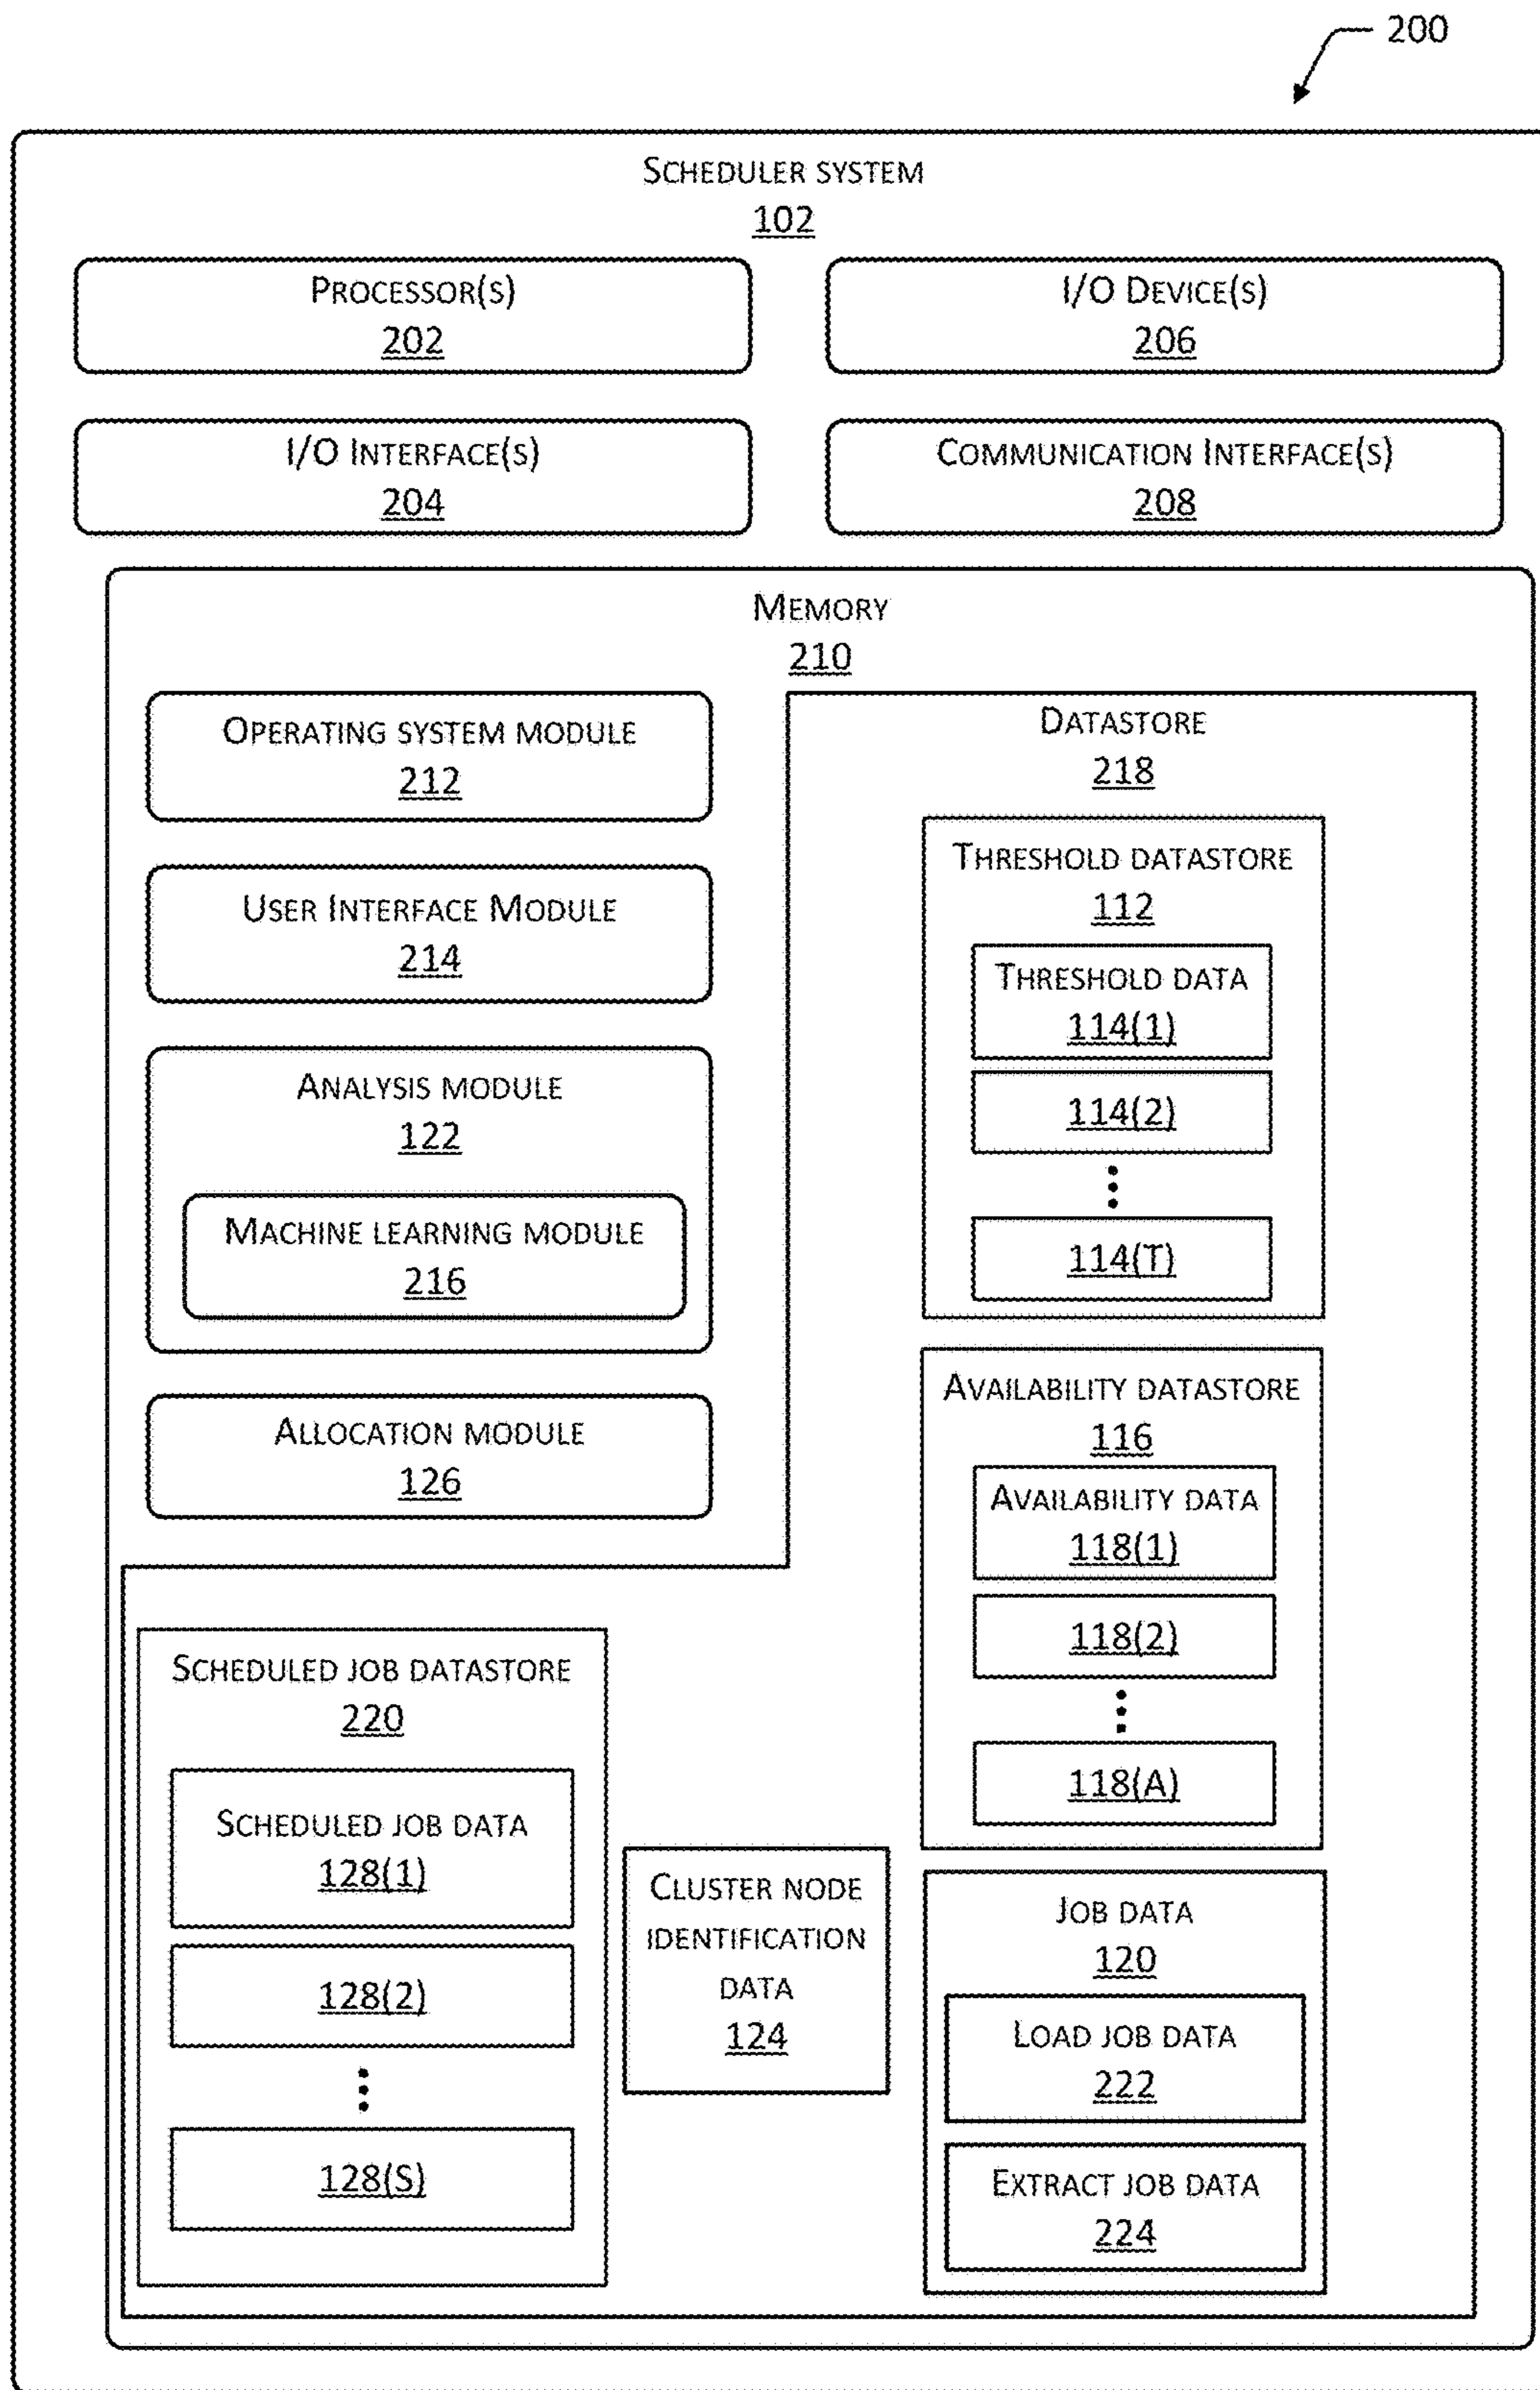 200
SCHEDULER SYSTEM
102
PROCESSOR(S)
202
I/O DEVICE(S)
206
I/O INTERFACE(S)
204
COMMUNICATION INTERFACE(S)
208
MEMORY
210
OPERATING SYSTEM MODULE
212
USER INTERFACE MODULE
214
ANALYSIS MODULE
122
MACHINE LEARNING MODULE
216
ALLOCATION MODULE
126
DATASTORE
218
THRESHOLD DATASTORE
112
THRESHOLD DATA
114(1)
114(2)
114(T)
AVAILABILITY DATASTORE
116
AVAILABILITY DATA
118(1)
118(2)
118(A)
SCHEDULED JOB DATASTORE
220
SCHEDULED JOB DATA
128(1)
128(2)
128(S)
CLUSTER NODE
IDENTIFICATION
DATA
124
JOB DATA
120
LOAD JOB DATA
222
EXTRACT JOB DATA
224